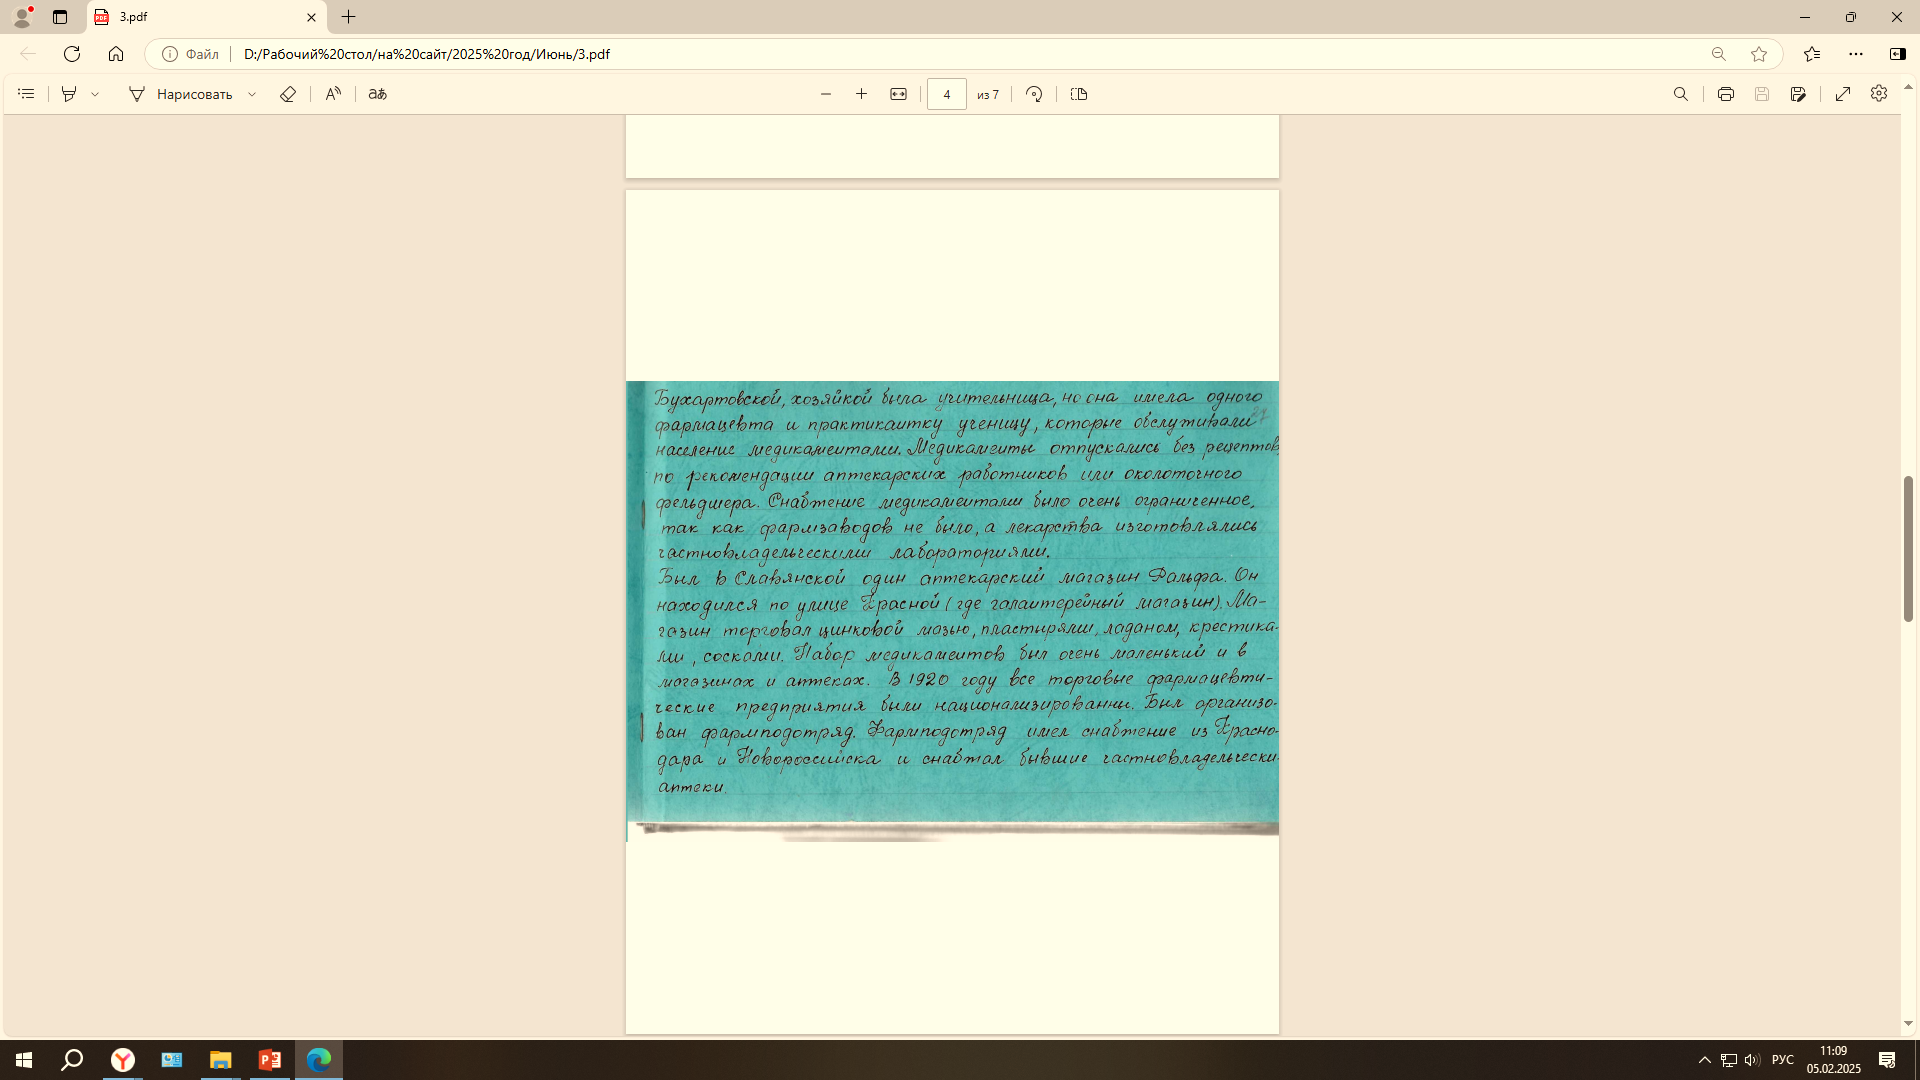 3.pdf
Файл
D:/Рабочий%20стол/на%20сайт/2025%20год/Июнь/3.pdf
Нарисовать
4 из 7
Бухартовской, хозяйкой была учительница, но она имела одного
фармацевта и практикантку ученицу, которые обслуживали
население медикаментами. Медикаменты отпускались без рецептов,
по рекомендации аптекарских работников или околоточного
фельдшера. Снабжение медикаментами было очень ограниченное,
так как фармзаводов не было, а лекарства изготовлялись
частновладельческими лабораториями.
Был в Славянской один аптекарский магазин Фальфа. Он
находился по улице Красной (где галантерейный магазин). Ма-
газин торговал цинковой мазью, пластырями, ладаном, крестика-
ми, сосками. Набор медикаментов был очень маленький и в
магазинах и аптеках. В 1920 году все торговые фармацевти-
ческие предприятия были национализированны. Был организо-
ван фармподотряд. Фармподотряд имел снабжение из Красно-
дара и Новороссийска и снабжал бывшие частновладельчески
аптеки.
РУС
11:09
05.02.2025